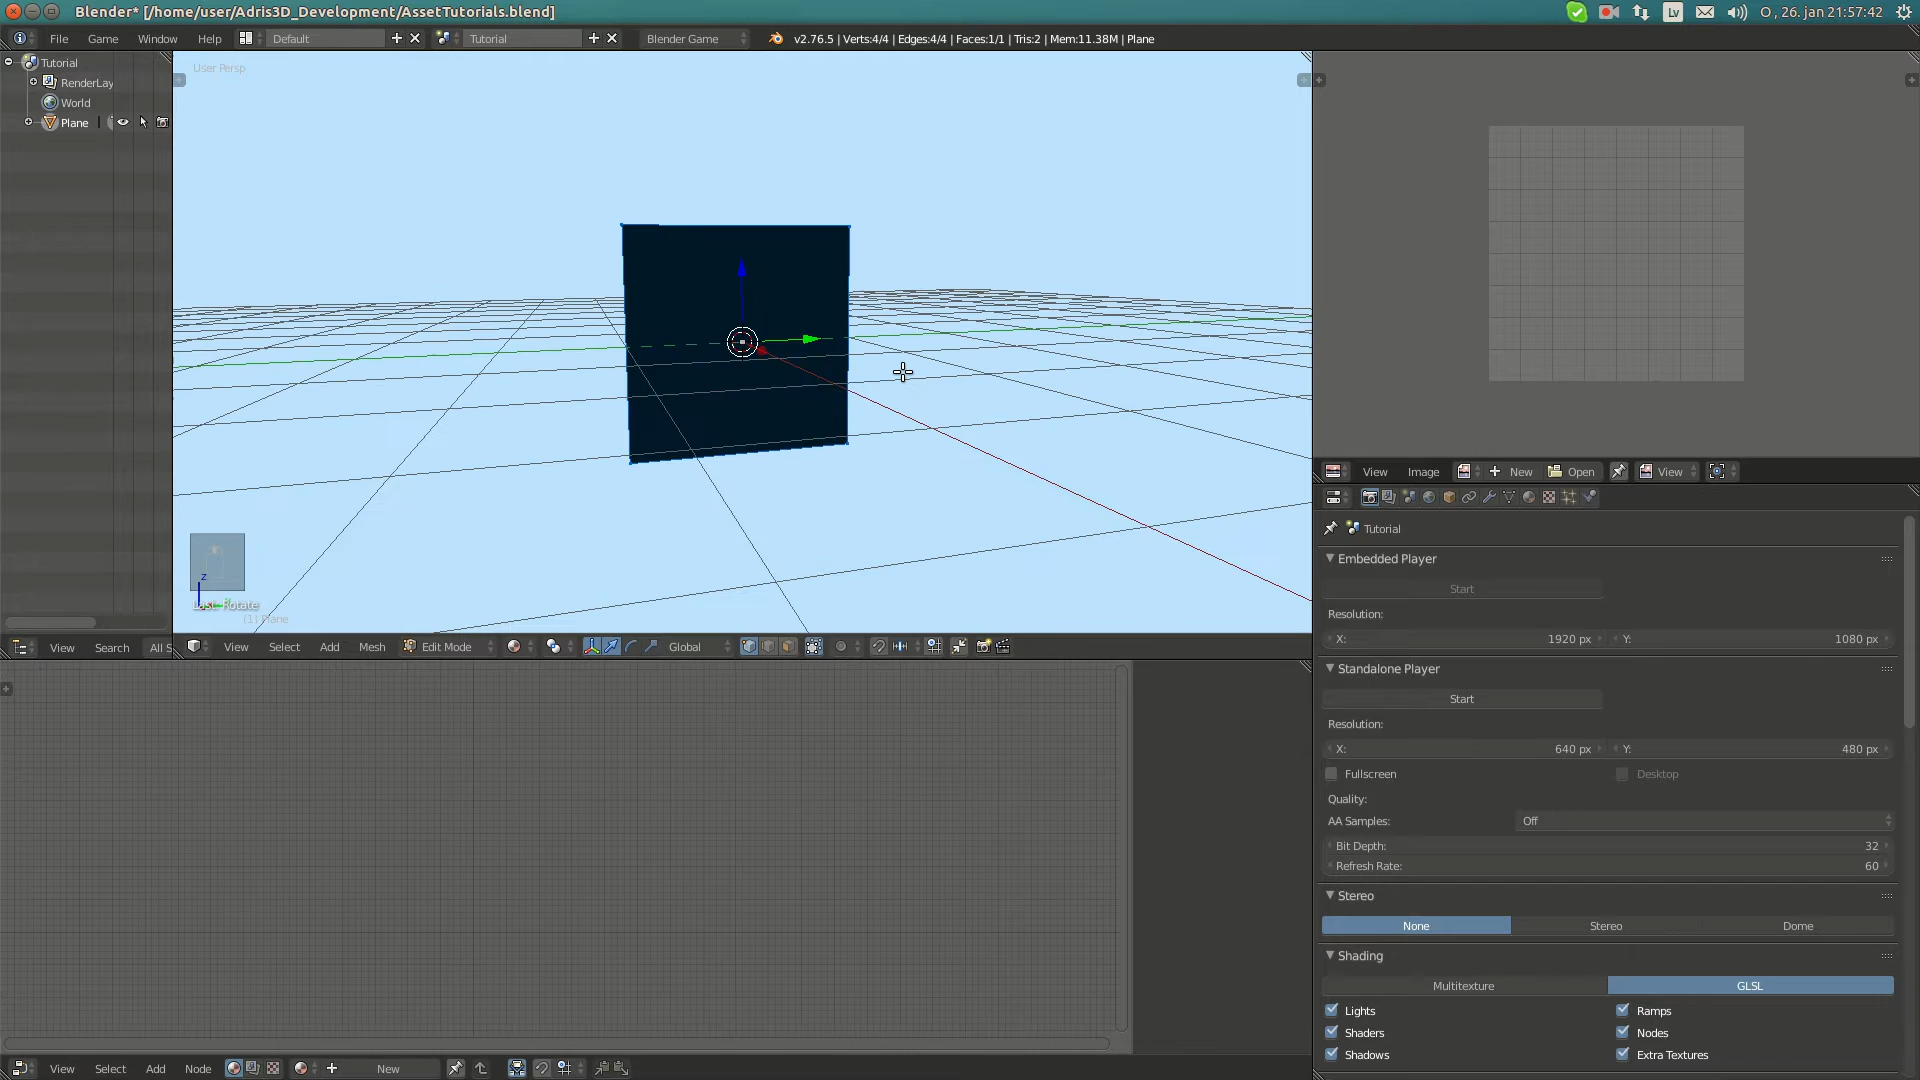 Blender* [/home/user/Adris3D_Development/AssetTutorials.blend]
Lv
O , 26. jan 21:57:42
File Game Window Help
Default
Tutorial
Blender Game
v2.76.5 | Verts:4/4 | Edges:4/4 | Faces:1/1 | Tris:2 | Mem:11.38M | Plane
Tutorial
RenderLay
World
Plane
User Persp
z
Last: Rotate
(1) Plane
View Search All S
View Select Add Mesh Edit Mode Global
View Image New Open View
Tutorial
Embedded Player
Start
Resolution:
X: 1920 px Y: 1080 px
Standalone Player
Start
Resolution:
X: 640 px Y: 480 px
Fullscreen Desktop
Quality:
AA Samples: Off
Bit Depth: 32
Refresh Rate: 60
Stereo
None Stereo Dome
Shading
Multitexture GLSL
Lights Ramps
Shaders Nodes
Shadows Extra Textures
View Select Add Node New